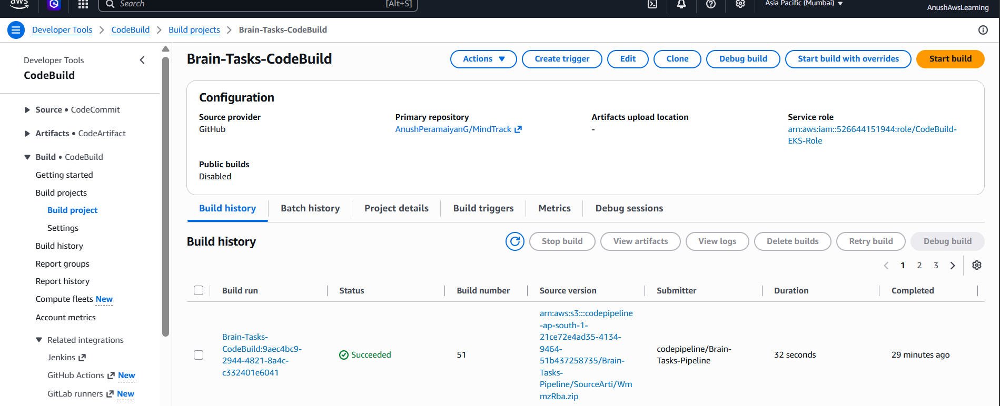 aws
Search
[Alt+S]
Asia Pacific (Mumbai)
AnushAwsLearning
Developer Tools
CodeBuild
Build projects
Brain-Tasks-CodeBuild
Developer Tools
CodeBuild
Source • CodeCommit
Artifacts • CodeArtifact
Build • CodeBuild
Getting started
Build projects
Build project
Settings
Build history
Report groups
Report history
Compute fleets New
Account metrics
Related integrations
Jenkins
GitHub Actions New
GitLab runners New
Brain-Tasks-CodeBuild
Actions
Create trigger
Edit
Clone
Debug build
Start build with overrides
Start build
Configuration
Source provider
GitHub
Primary repository
AnushPeramaiyanG/MindTrack
Artifacts upload location
-
Service role
arn:aws:iam::526644151944:role/CodeBuild-
EKS-Role
Public builds
Disabled
Build history
Batch history
Project details
Build triggers
Metrics
Debug sessions
Build history
Stop build
View artifacts
View logs
Delete builds
Retry build
Debug build
1
2
3
Build run
Status
Build number
Source version
Submitter
Duration
Completed
Brain-Tasks-
CodeBuild:9aec4bc9-
2944-4821-8a4c-
c332401e6041
Succeeded
51
arn:aws:s3:::codepipeline
-ap-south-1-
21ce72e4ad35-4134-
9464-
51b437258735/Brain-
Tasks-
Pipeline/SourceArti/Wm
mzRba.zip
codepipeline/Brain-
Tasks-Pipeline
32 seconds
29 minutes ago